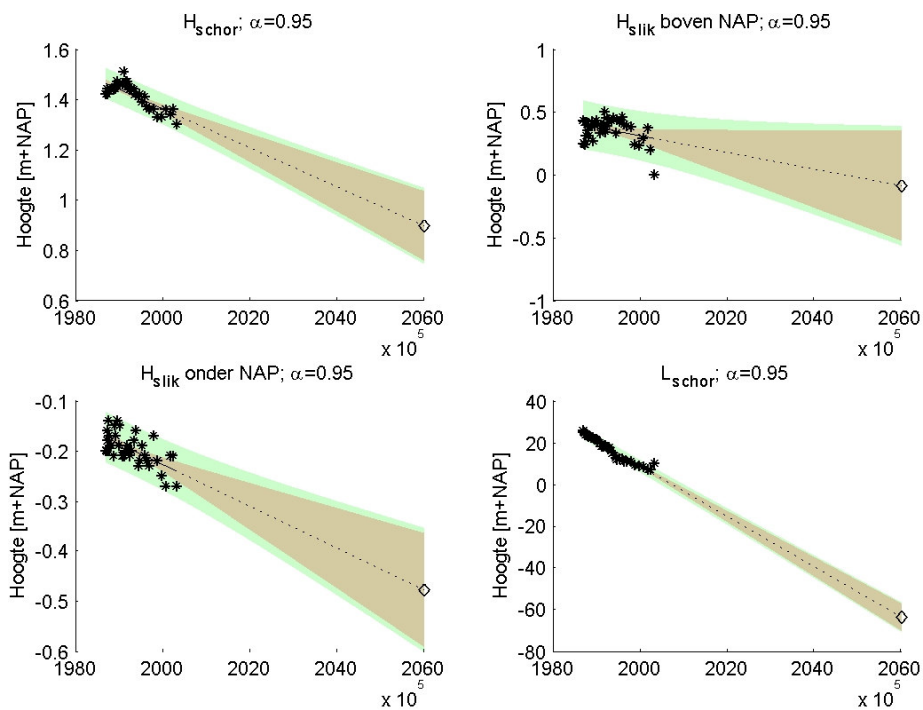 H_schor; α=0.95
Hoogte [m+NAP]
1.6
1.4
1.2
1
0.8
0.6
1980 2000 2020 2040 2060
x 10^5
H_slik boven NAP; α=0.95
Hoogte [m+NAP]
1
0.5
0
-0.5
-1
1980 2000 2020 2040 2060
x 10^5
H_slik onder NAP; α=0.95
Hoogte [m+NAP]
-0.1
-0.2
-0.3
-0.4
-0.5
-0.6
1980 2000 2020 2040 2060
x 10^5
L_schor; α=0.95
Hoogte [m+NAP]
40
20
0
-20
-40
-60
-80
1980 2000 2020 2040 2060
x 10^5